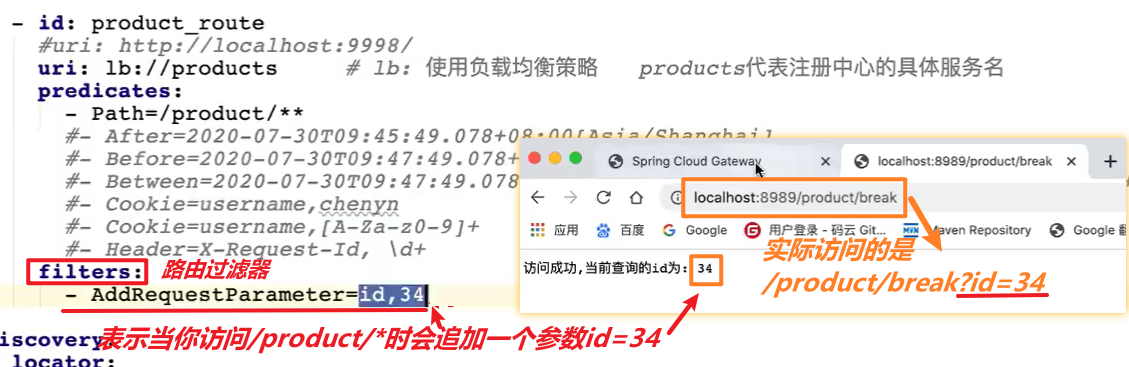 - id: product_route
#uri: http://localhost:9998/
uri: lb://products # lb: 使用负载均衡策略 products代表注册中心的具体服务名
predicates:
- Path=/product/**
#- After=2020-07-30T09:45:49.078+08:00[Asia/Shanghai]
#- Before=2020-07-30T09:47:49.078+
#- Between=2020-07-30T09:47:49.078
#- Cookie=username,chenyn
#- Cookie=username,[A-Za-z0-9]+
#- Header=X-Request-Id, \d+
filters: 路由过滤器
- AddRequestParameter=id,34
表示当你访问/product/*时会追加一个参数id=34
iscovery
locator:
Spring Cloud Gateway
localhost:8989/product/break
localhost:8989/product/break
应用 百度 Google 用户登录 - 码云 Git... Maven Repository Google
访问成功,当前查询的id为: 34
实际访问的是
/product/break?id=34